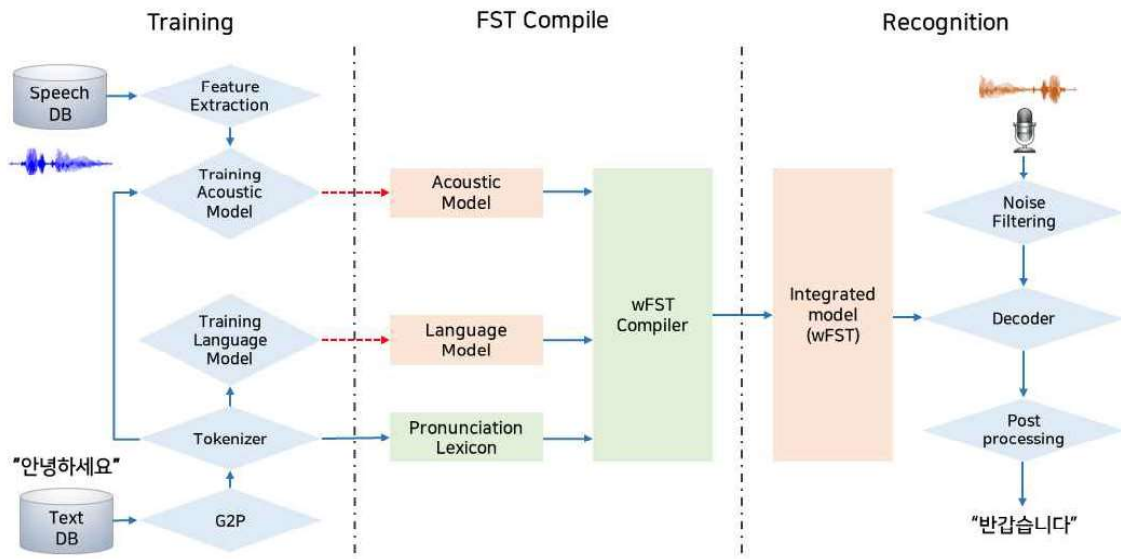 Training
FST Compile
Recognition
Speech
DB
Feature
Extraction
Training
Acoustic
Model
Acoustic
Model
Noise
Filtering
Training
Language
Model
Language
Model
wFST
Compiler
Integrated
model
(wFST)
Decoder
Tokenizer
Pronunciation
Lexicon
Post
processing
"안녕하세요"
Text
DB
G2P
"반갑습니다"